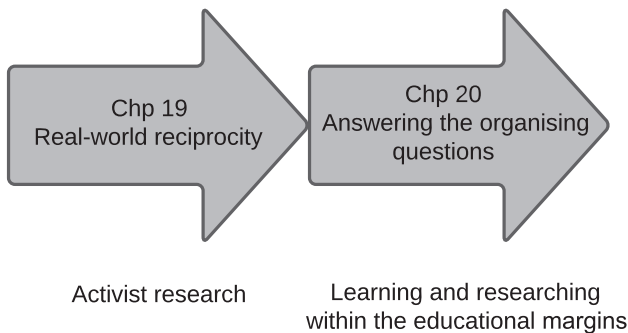 Chp 19
Real-world reciprocity
Chp 20
Answering the organising
questions
Activist research
Learning and researching
within the educational margins